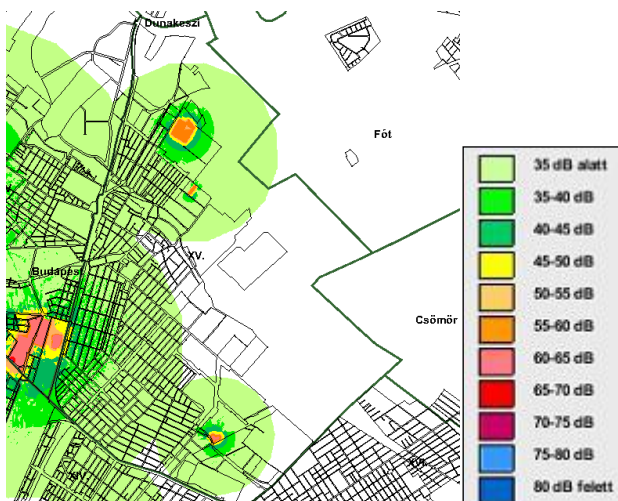 Dunakeszi
Fót
XV.
Budapest
Csömör
XIV.
XVI.
35 dB alatt
35-40 dB
40-45 dB
45-50 dB
50-55 dB
55-60 dB
60-65 dB
65-70 dB
70-75 dB
75-80 dB
80 dB felett